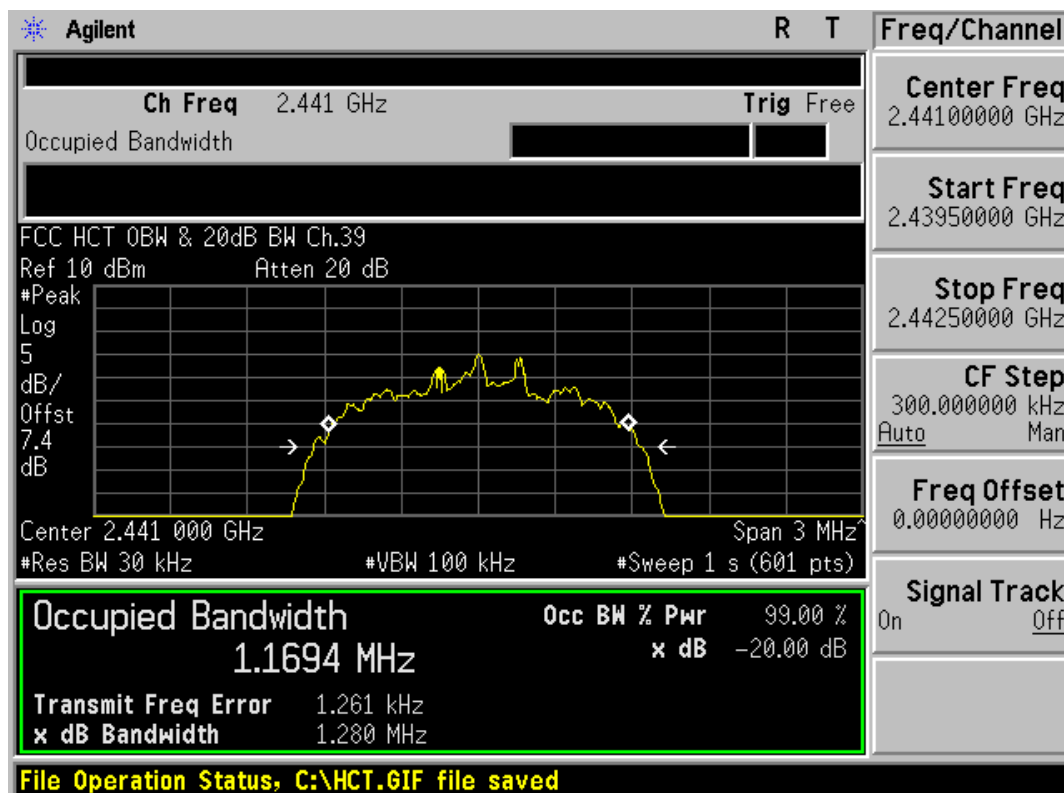 Agilent R T
Ch Freq 2.441 GHz Trig Free
Occupied Bandwidth
FCC HCT OBW & 20dB BW Ch.39
Ref 10 dBm Atten 20 dB
#Peak
Log
5
dB/
Offst
7.4
dB
Center 2.441 000 GHz Span 3 MHz^
#Res BW 30 kHz #VBW 100 kHz #Sweep 1 s (601 pts)
Occupied Bandwidth
1.1694 MHz
Occ BW % Pwr 99.00 %
x dB -20.00 dB
Transmit Freq Error 1.261 kHz
x dB Bandwidth 1.280 MHz
File Operation Status, C:\HCT.GIF file saved
Freq/Channel
Center Freq
2.44100000 GHz
Start Freq
2.43950000 GHz
Stop Freq
2.44250000 GHz
CF Step
300.000000 kHz
Auto Man
Freq Offset
0.00000000 Hz
Signal Track
On Off